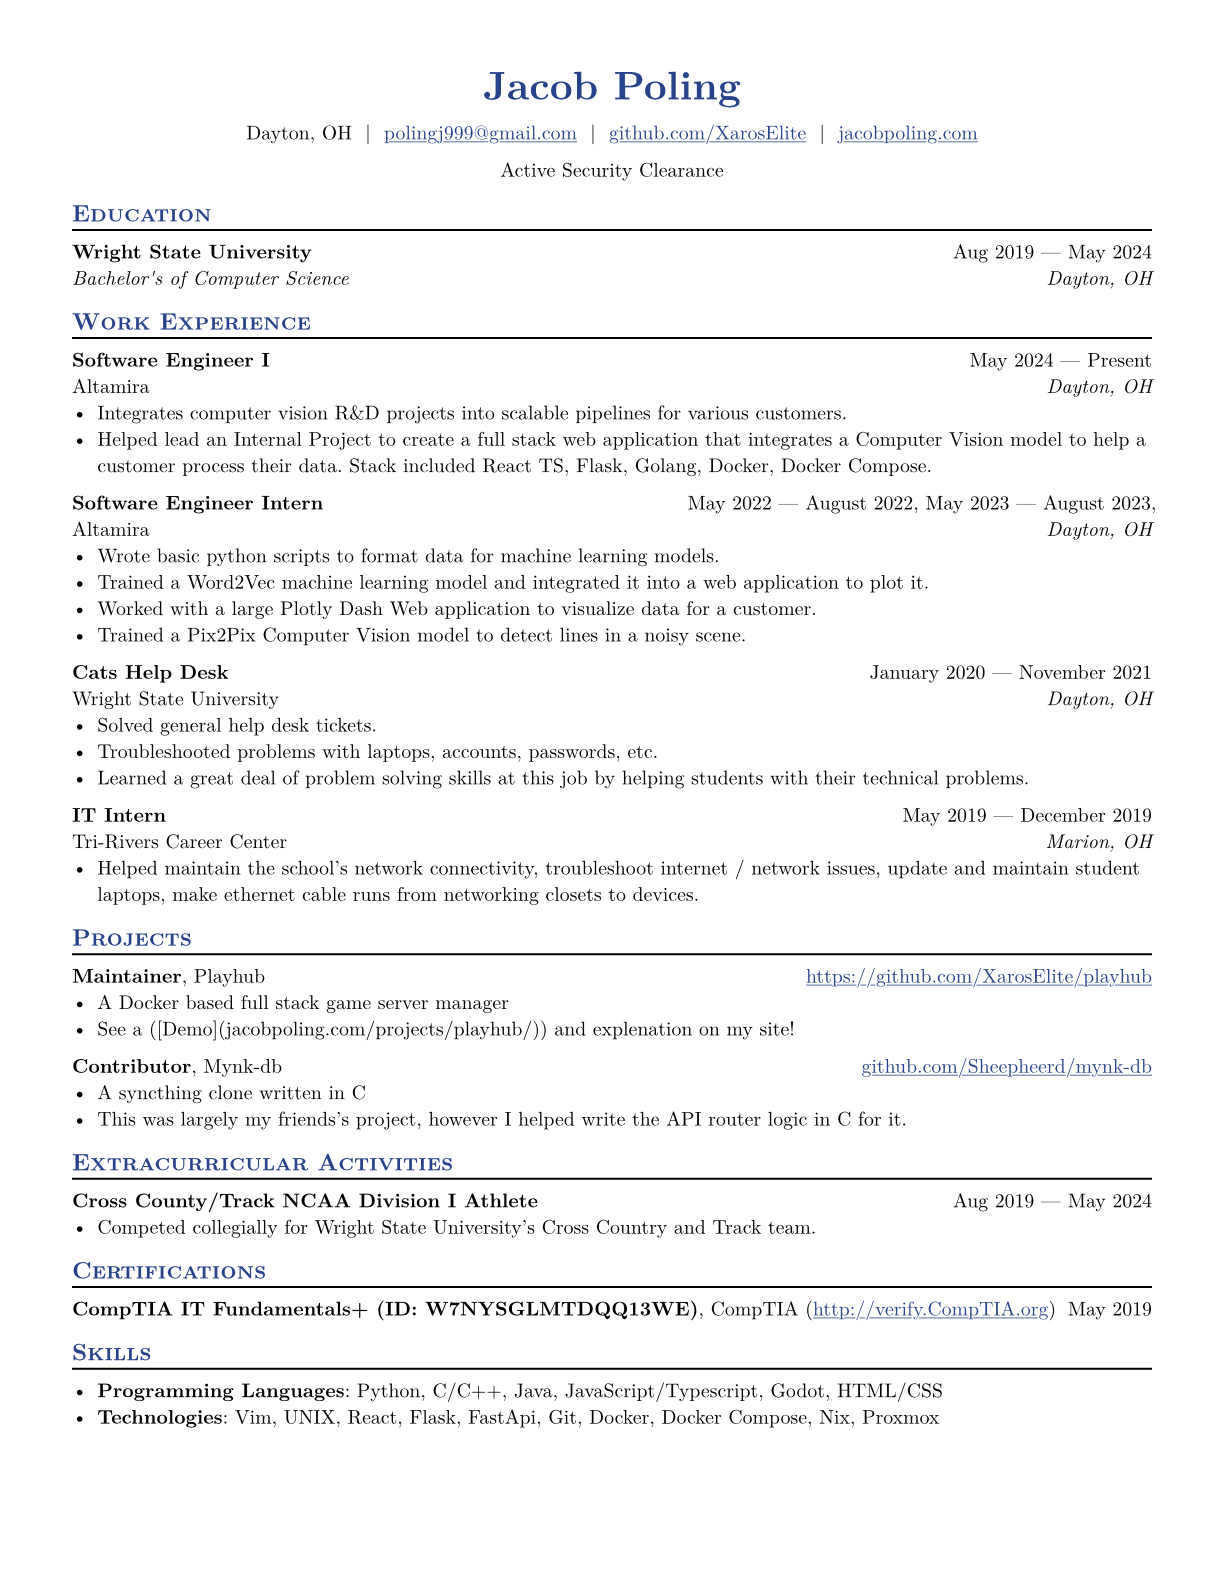 Jacob Poling
Dayton, OH | polingj999@gmail.com | github.com/XarosElite | jacobpoling.com
Active Security Clearance
Education
Wright State University Aug 2019 — May 2024
Bachelor's of Computer Science Dayton, OH
Work Experience
Software Engineer I May 2024 — Present
Altamira Dayton, OH
• Integrates computer vision R&D projects into scalable pipelines for various customers.
• Helped lead an Internal Project to create a full stack web application that integrates a Computer Vision model to help a
customer process their data. Stack included React TS, Flask, Golang, Docker, Docker Compose.
Software Engineer Intern May 2022 — August 2022, May 2023 — August 2023,
Altamira Dayton, OH
• Wrote basic python scripts to format data for machine learning models.
• Trained a Word2Vec machine learning model and integrated it into a web application to plot it.
• Worked with a large Plotly Dash Web application to visualize data for a customer.
• Trained a Pix2Pix Computer Vision model to detect lines in a noisy scene.
Cats Help Desk January 2020 — November 2021
Wright State University Dayton, OH
• Solved general help desk tickets.
• Troubleshooted problems with laptops, accounts, passwords, etc.
• Learned a great deal of problem solving skills at this job by helping students with their technical problems.
IT Intern May 2019 — December 2019
Tri-Rivers Career Center Marion, OH
• Helped maintain the school's network connectivity, troubleshoot internet / network issues, update and maintain student
laptops, make ethernet cable runs from networking closets to devices.
Projects
Maintainer, Playhub https://github.com/XarosElite/playhub
• A Docker based full stack game server manager
• See a ([Demo](jacobpoling.com/projects/playhub/)) and explenation on my site!
Contributor, Mynk-db github.com/Sheepheerd/mynk-db
• A syncthing clone written in C
• This was largely my friends's project, however I helped write the API router logic in C for it.
Extracurricular Activities
Cross County/Track NCAA Division I Athlete Aug 2019 — May 2024
• Competed collegially for Wright State University's Cross Country and Track team.
Certifications
CompTIA IT Fundamentals+ (ID: W7NYSGLMTDQQ13WE), CompTIA (http://verify.CompTIA.org) May 2019
Skills
• Programming Languages: Python, C/C++, Java, JavaScript/Typescript, Godot, HTML/CSS
• Technologies: Vim, UNIX, React, Flask, FastApi, Git, Docker, Docker Compose, Nix, Proxmox